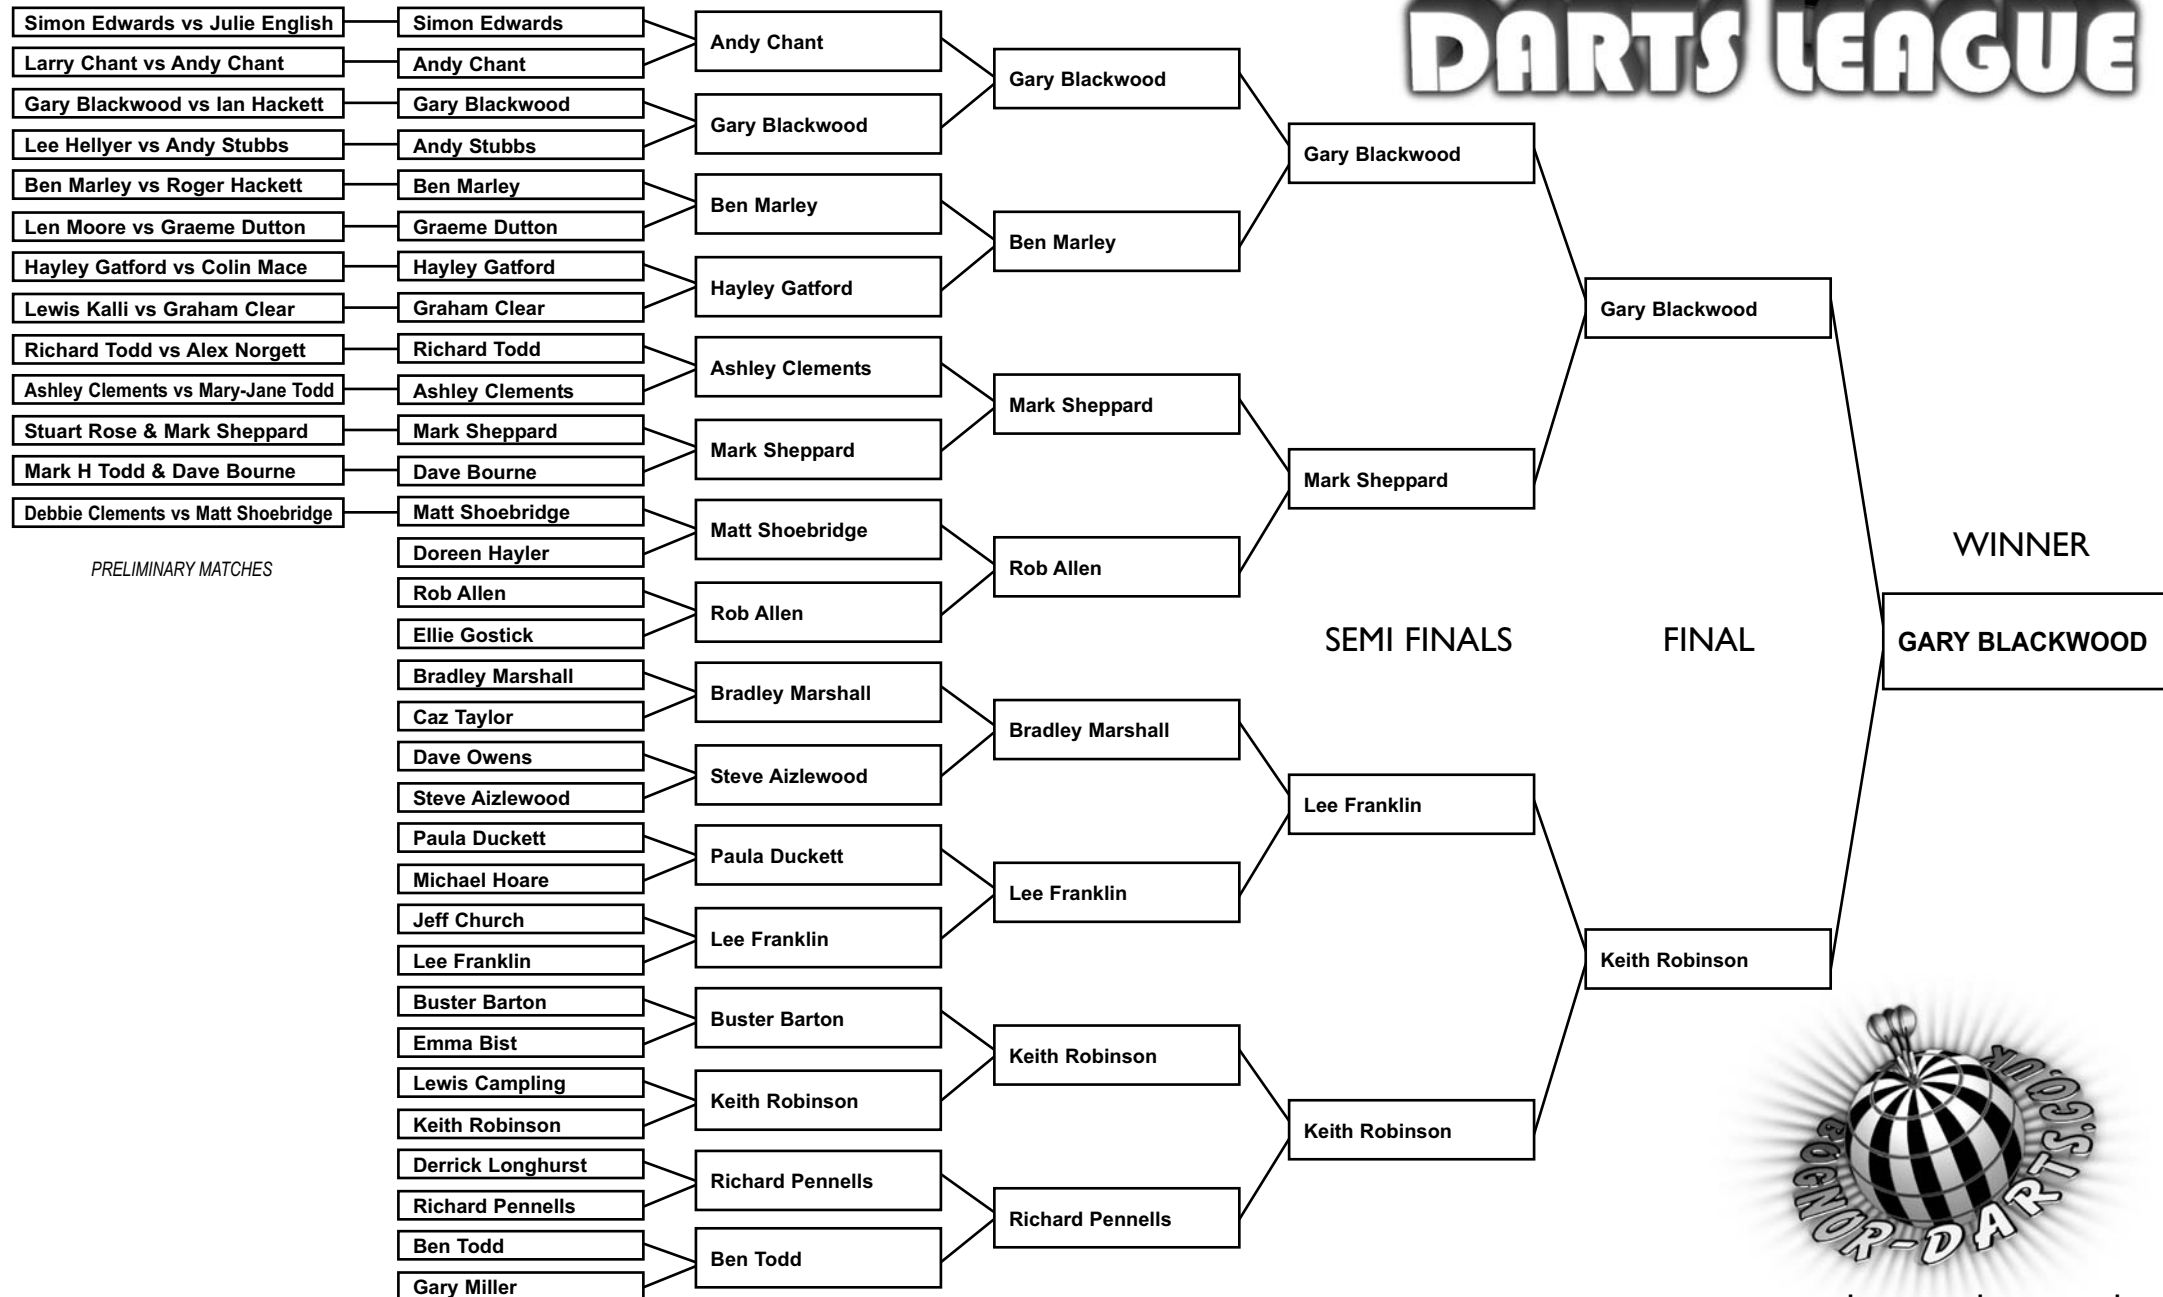 DARTS LEAGUE
Simon Edwards vs Julie English
Larry Chant vs Andy Chant
Gary Blackwood vs Ian Hackett
Lee Hellyer vs Andy Stubbs
Ben Marley vs Roger Hackett
Len Moore vs Graeme Dutton
Hayley Gatford vs Colin Mace
Lewis Kalli vs Graham Clear
Richard Todd vs Alex Norgett
Ashley Clements vs Mary-Jane Todd
Stuart Rose & Mark Sheppard
Mark H Todd & Dave Bourne
Debbie Clements vs Matt Shoebridge
PRELIMINARY MATCHES
Simon Edwards
Andy Chant
Gary Blackwood
Andy Stubbs
Ben Marley
Graeme Dutton
Hayley Gatford
Graham Clear
Richard Todd
Ashley Clements
Mark Sheppard
Dave Bourne
Matt Shoebridge
Doreen Hayler
Rob Allen
Ellie Gostick
Bradley Marshall
Caz Taylor
Dave Owens
Steve Aizlewood
Paula Duckett
Michael Hoare
Jeff Church
Lee Franklin
Buster Barton
Emma Bist
Lewis Campling
Keith Robinson
Derrick Longhurst
Richard Pennells
Ben Todd
Gary Miller
Andy Chant
Gary Blackwood
Ben Marley
Hayley Gatford
Ashley Clements
Mark Sheppard
Matt Shoebridge
Rob Allen
Bradley Marshall
Steve Aizlewood
Paula Duckett
Lee Franklin
Buster Barton
Keith Robinson
Richard Pennells
Ben Todd
Gary Blackwood
Ben Marley
Mark Sheppard
Rob Allen
Bradley Marshall
Lee Franklin
Keith Robinson
Richard Pennells
Gary Blackwood
Mark Sheppard
SEMI FINALS
Lee Franklin
Keith Robinson
Gary Blackwood
FINAL
Keith Robinson
WINNER
GARY BLACKWOOD
BOGNOR-DARTS.CO.UK